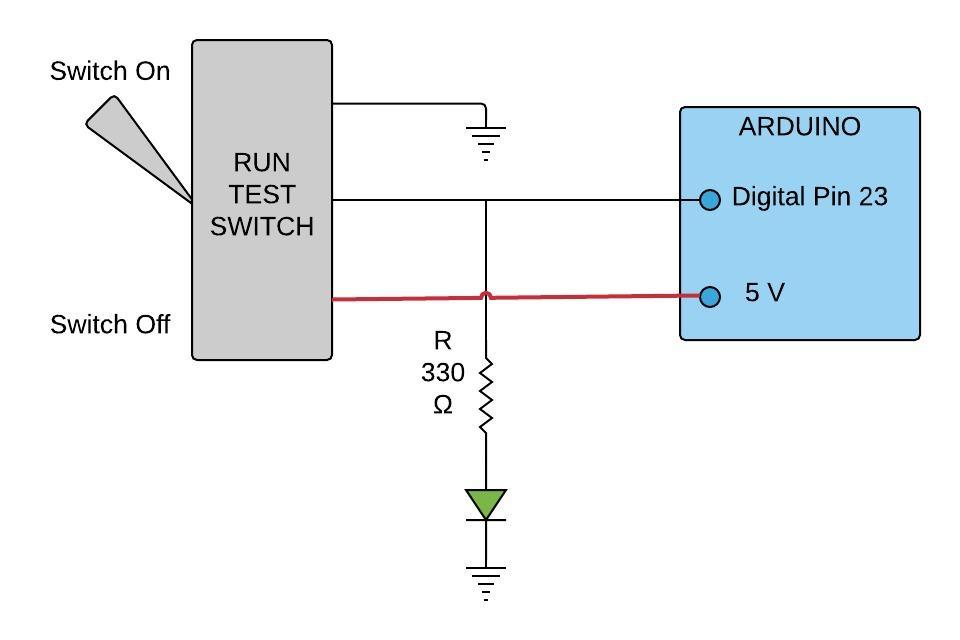 Switch On
RUN
TEST
SWITCH
Switch Off
ARDUINO
Digital Pin 23
5 V
R
330
Ω